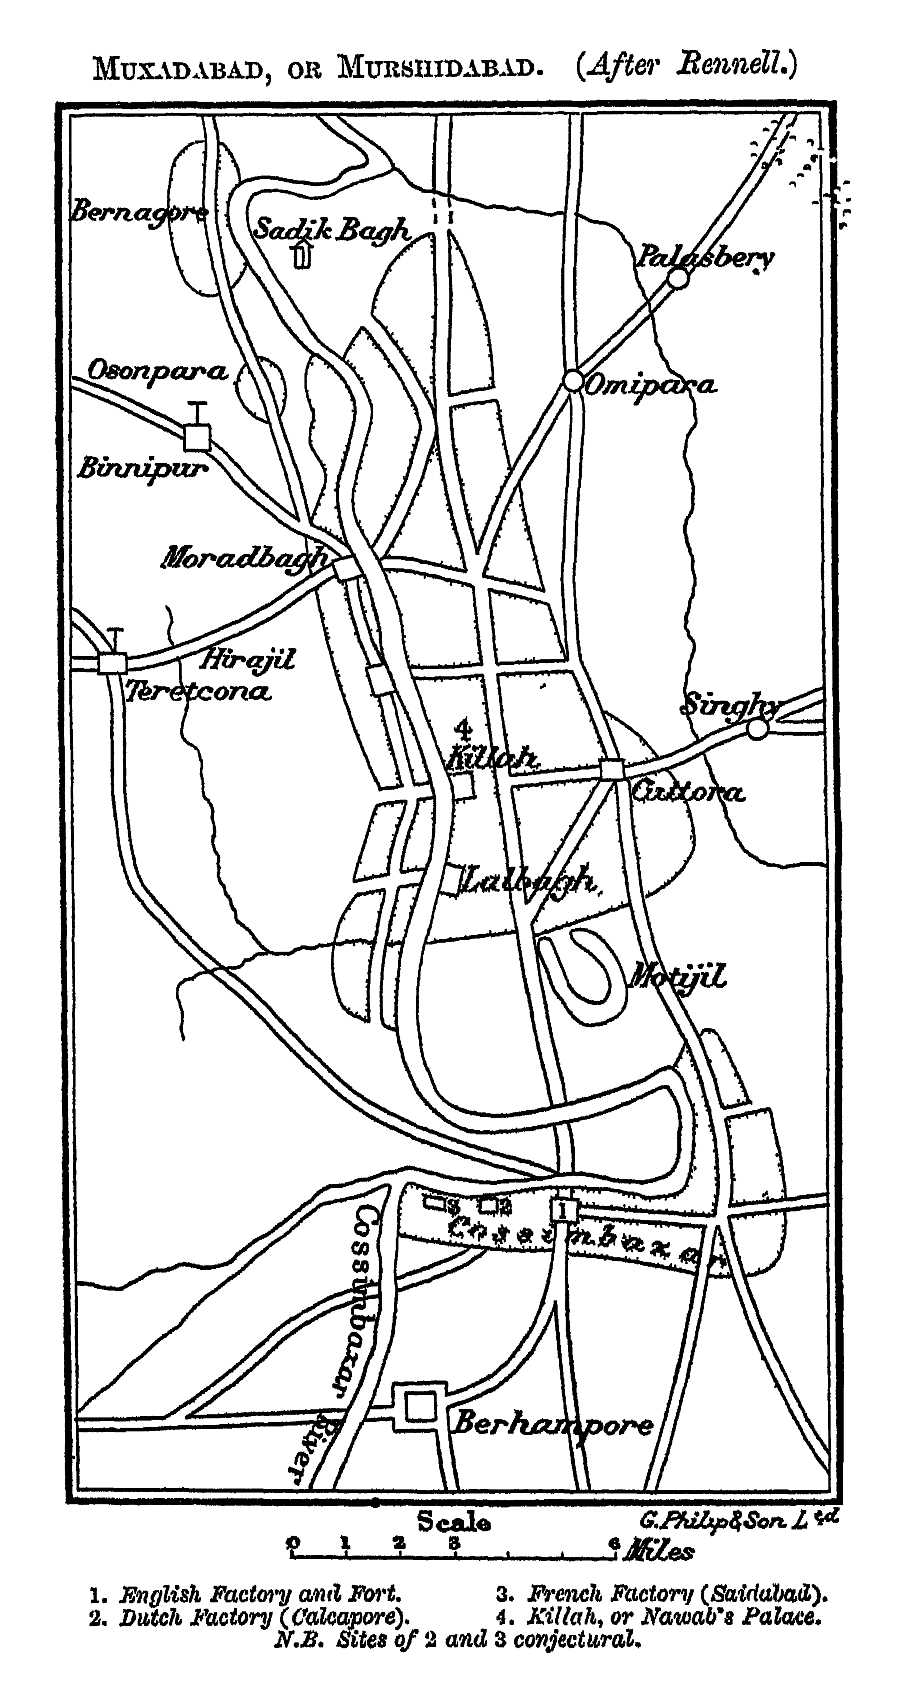 MUXADABAD, OR MURSHIDABAD. (After Rennell.)
Bernagore
Sadik Bagh
Palasbery
Osonpara
Omipara
Binnipur
Moradbagh
Hirajil
Teretcona
Singhy
4
Killah
Cuttora
Lalbagh
Motijil
3 2 1
Cossimbazar
Cossimbazar River
Berhampore
Scale
G. Philip & Son Ltd
0 1 2 3 6 Miles
1. English Factory and Fort.
2. Dutch Factory (Calcapore).
3. French Factory (Saidabad).
4. Killah, or Nawab's Palace.
N.B. Sites of 2 and 3 conjectural.